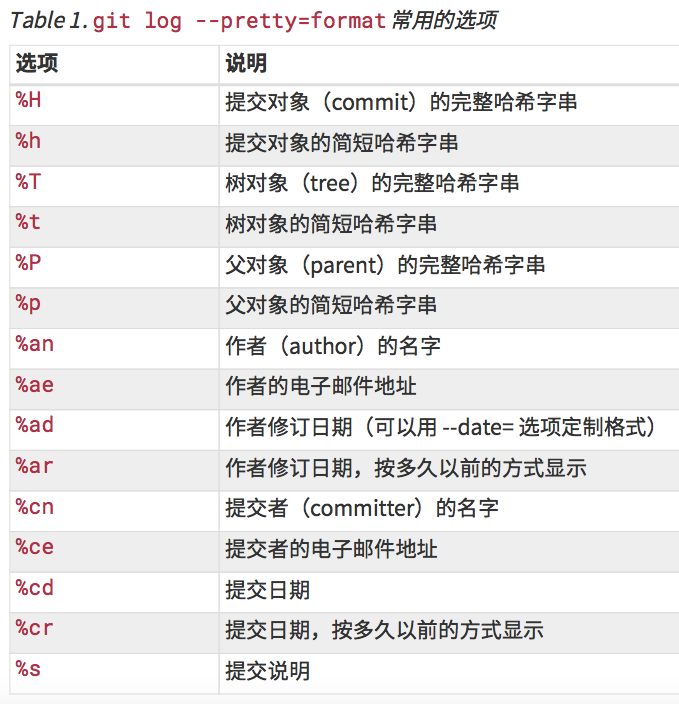 Table 1. git log --pretty=format 常用的选项
选项 说明
%H 提交对象（commit）的完整哈希字串
%h 提交对象的简短哈希字串
%T 树对象（tree）的完整哈希字串
%t 树对象的简短哈希字串
%P 父对象（parent）的完整哈希字串
%p 父对象的简短哈希字串
%an 作者（author）的名字
%ae 作者的电子邮件地址
%ad 作者修订日期（可以用 --date= 选项定制格式）
%ar 作者修订日期，按多久以前的方式显示
%cn 提交者（committer）的名字
%ce 提交者的电子邮件地址
%cd 提交日期
%cr 提交日期，按多久以前的方式显示
%s 提交说明